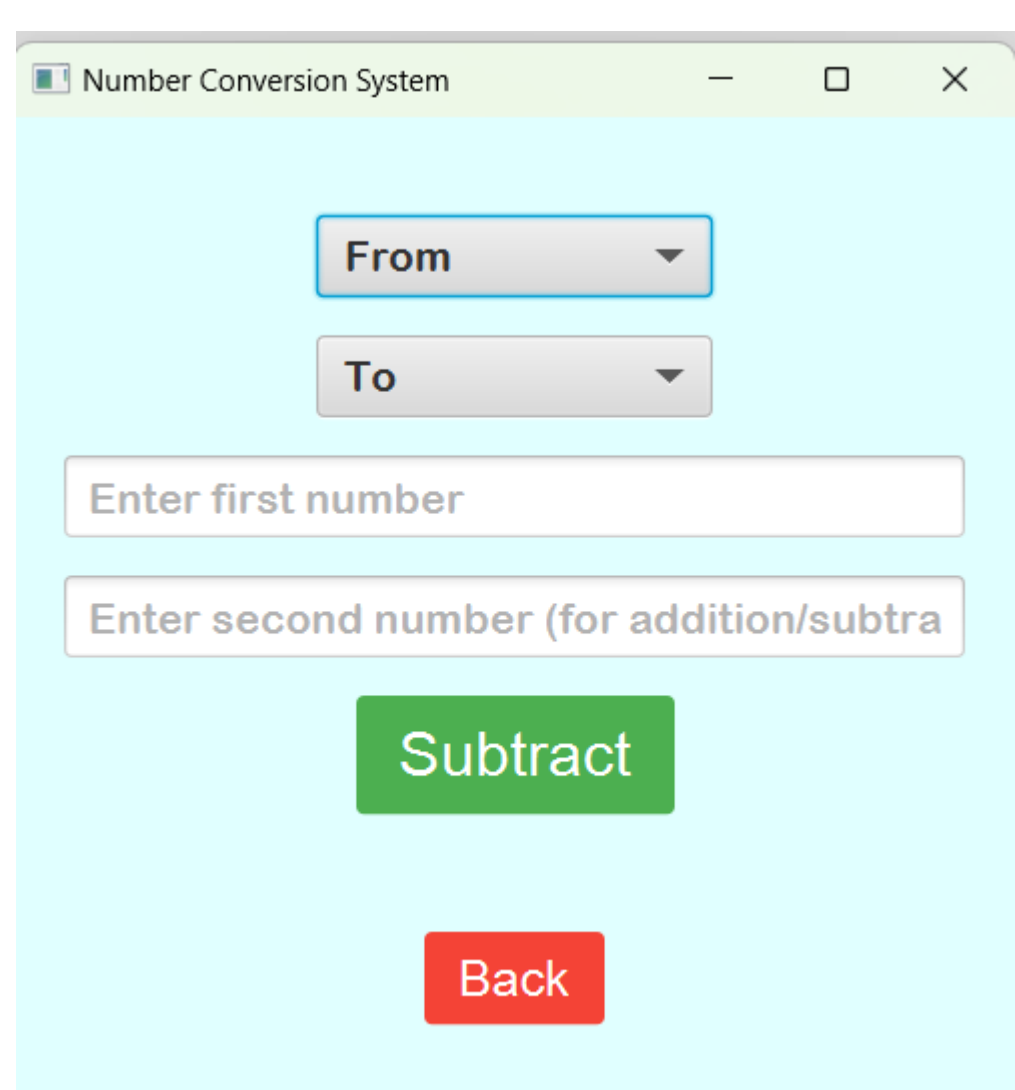 Number Conversion System
From
To
Enter first number
Enter second number (for addition/subtra
Subtract
Back